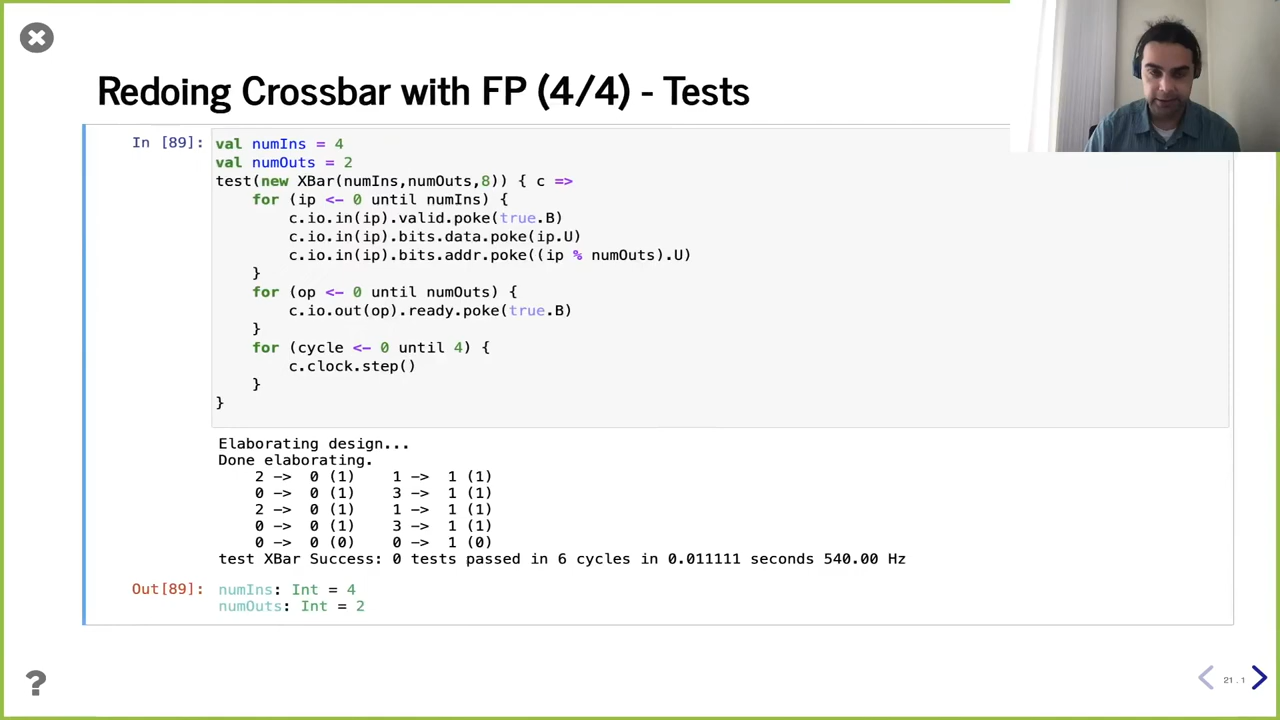 Redoing Crossbar with FP (4/4) - Tests
In [89]:
val numIns = 4
val numOuts = 2
test(new XBar(numIns,numOuts,8)) { c =>
    for (ip <- 0 until numIns) {
        c.io.in(ip).valid.poke(true.B)
        c.io.in(ip).bits.data.poke(ip.U)
        c.io.in(ip).bits.addr.poke((ip % numOuts).U)
    }
    for (op <- 0 until numOuts) {
        c.io.out(op).ready.poke(true.B)
    }
    for (cycle <- 0 until 4) {
        c.clock.step()
    }
}
Elaborating design...
Done elaborating.
2 -> 0 (1) 1 -> 1 (1)
0 -> 0 (1) 3 -> 1 (1)
2 -> 0 (1) 1 -> 1 (1)
0 -> 0 (1) 3 -> 1 (1)
0 -> 0 (0) 0 -> 1 (0)
test XBar Success: 0 tests passed in 6 cycles in 0.011111 seconds 540.00 Hz
Out[89]:
numIns: Int = 4
numOuts: Int = 2
?
21.1